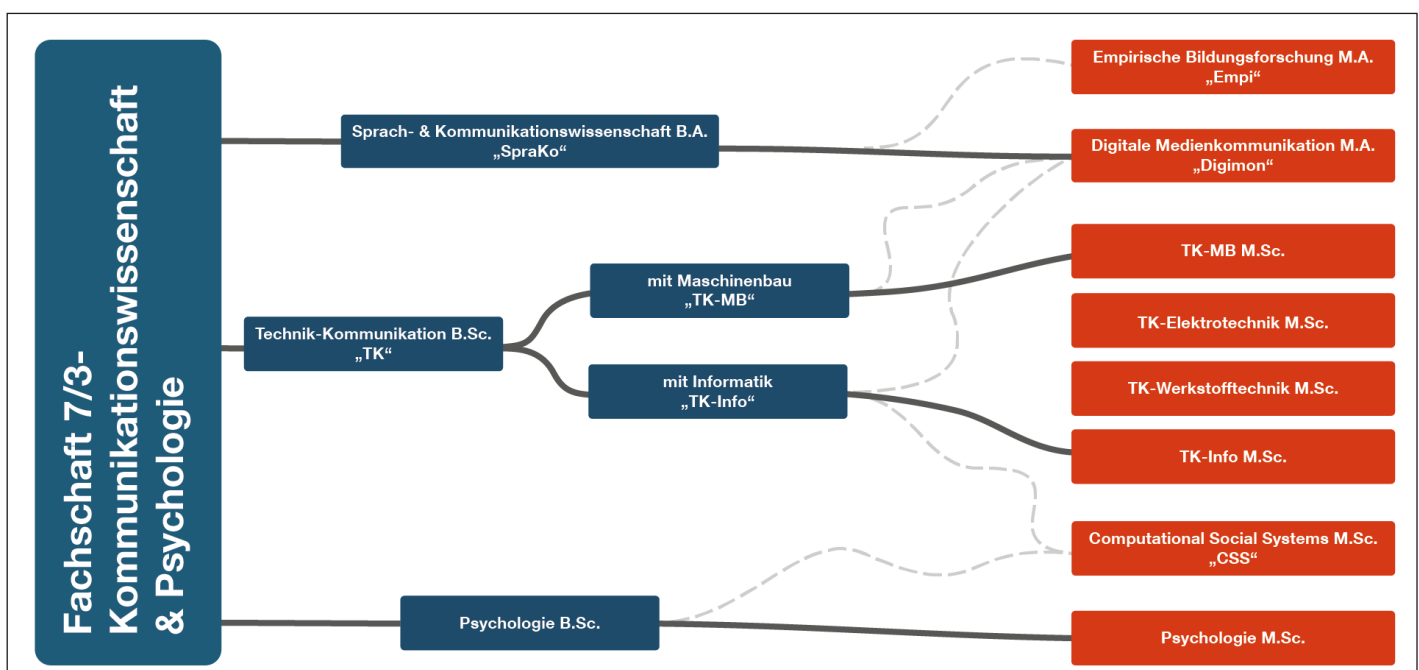 Fachschaft 7/3-
Kommunikationswissenschaft
& Psychologie
Sprach- & Kommunikationswissenschaft B.A.
„SpraKo“
Technik-Kommunikation B.Sc.
„TK“
mit Maschinenbau
„TK-MB“
mit Informatik
„TK-Info“
Psychologie B.Sc.
Empirische Bildungsforschung M.A.
„Empi“
Digitale Medienkommunikation M.A.
„Digimon“
TK-MB M.Sc.
TK-Elektrotechnik M.Sc.
TK-Werkstofftechnik M.Sc.
TK-Info M.Sc.
Computational Social Systems M.Sc.
„CSS“
Psychologie M.Sc.